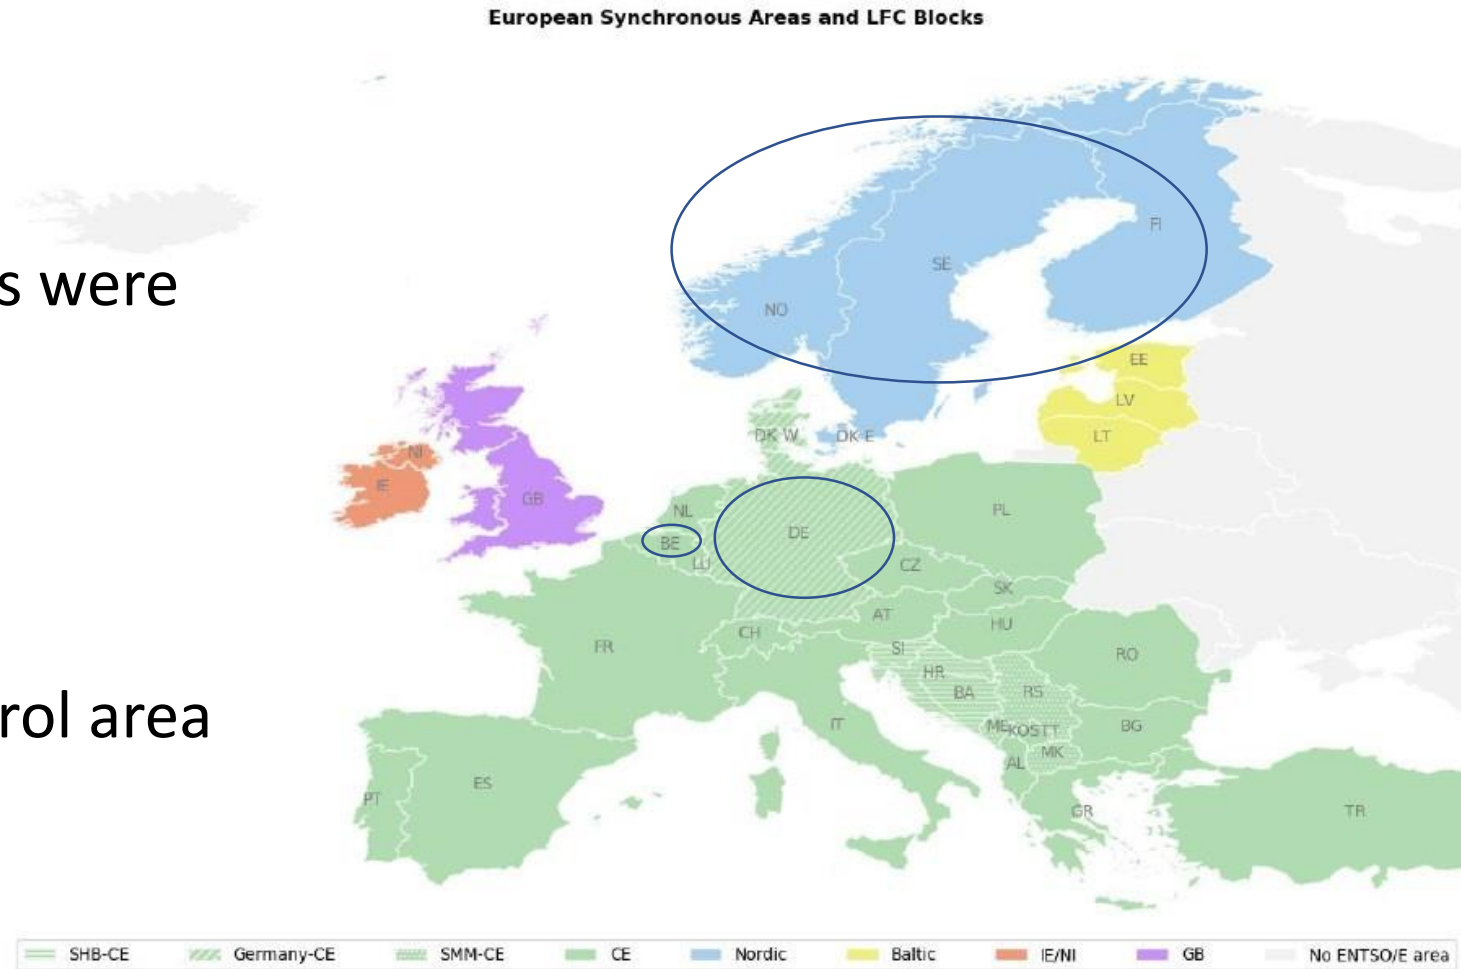 European Synchronous Areas and LFC Blocks
s were
rol area
FI
SE
NO
EE
LV
LT
DK W
DK E
NI
IE
GB
NL
DE
PL
BE
LU
CZ
SK
AT
HU
CH
FR
SI
RO
HR
BA
RS
IT
ME
KOSTT
BG
MK
AL
ES
PT
GR
TR
SHB-CE Germany-CE SMM-CE CE Nordic Baltic IE/NI GB No ENTSO/E area